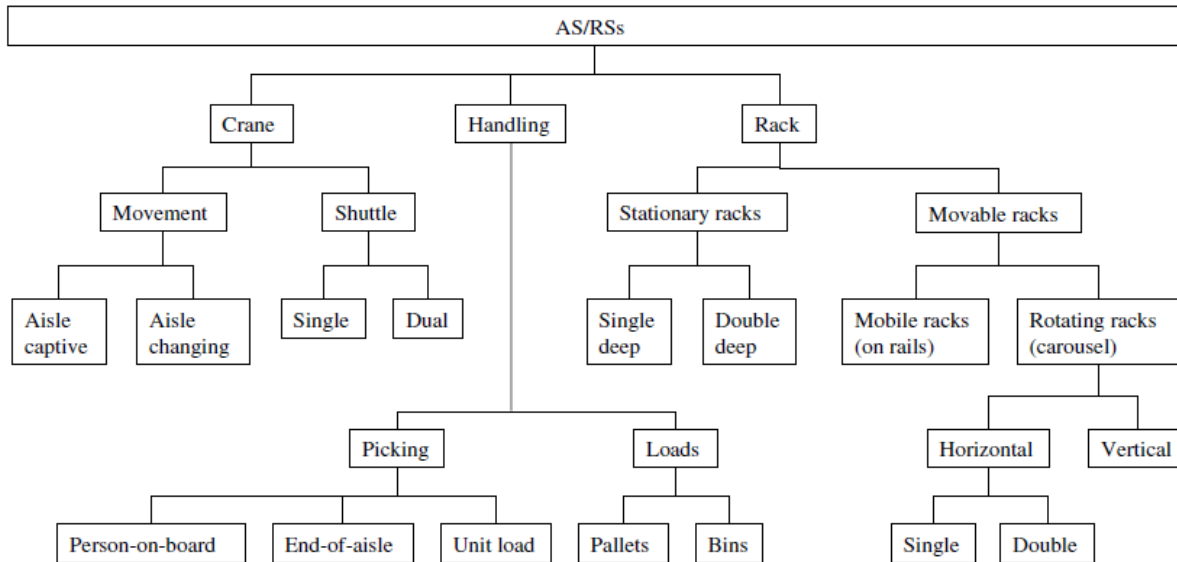 AS/RSs
Crane
Handling
Rack
Movement
Shuttle
Stationary racks
Movable racks
Aisle
captive
Aisle
changing
Single
Dual
Single
deep
Double
deep
Mobile racks
(on rails)
Rotating racks
(carousel)
Picking
Loads
Horizontal
Vertical
Person-on-board
End-of-aisle
Unit load
Pallets
Bins
Single
Double